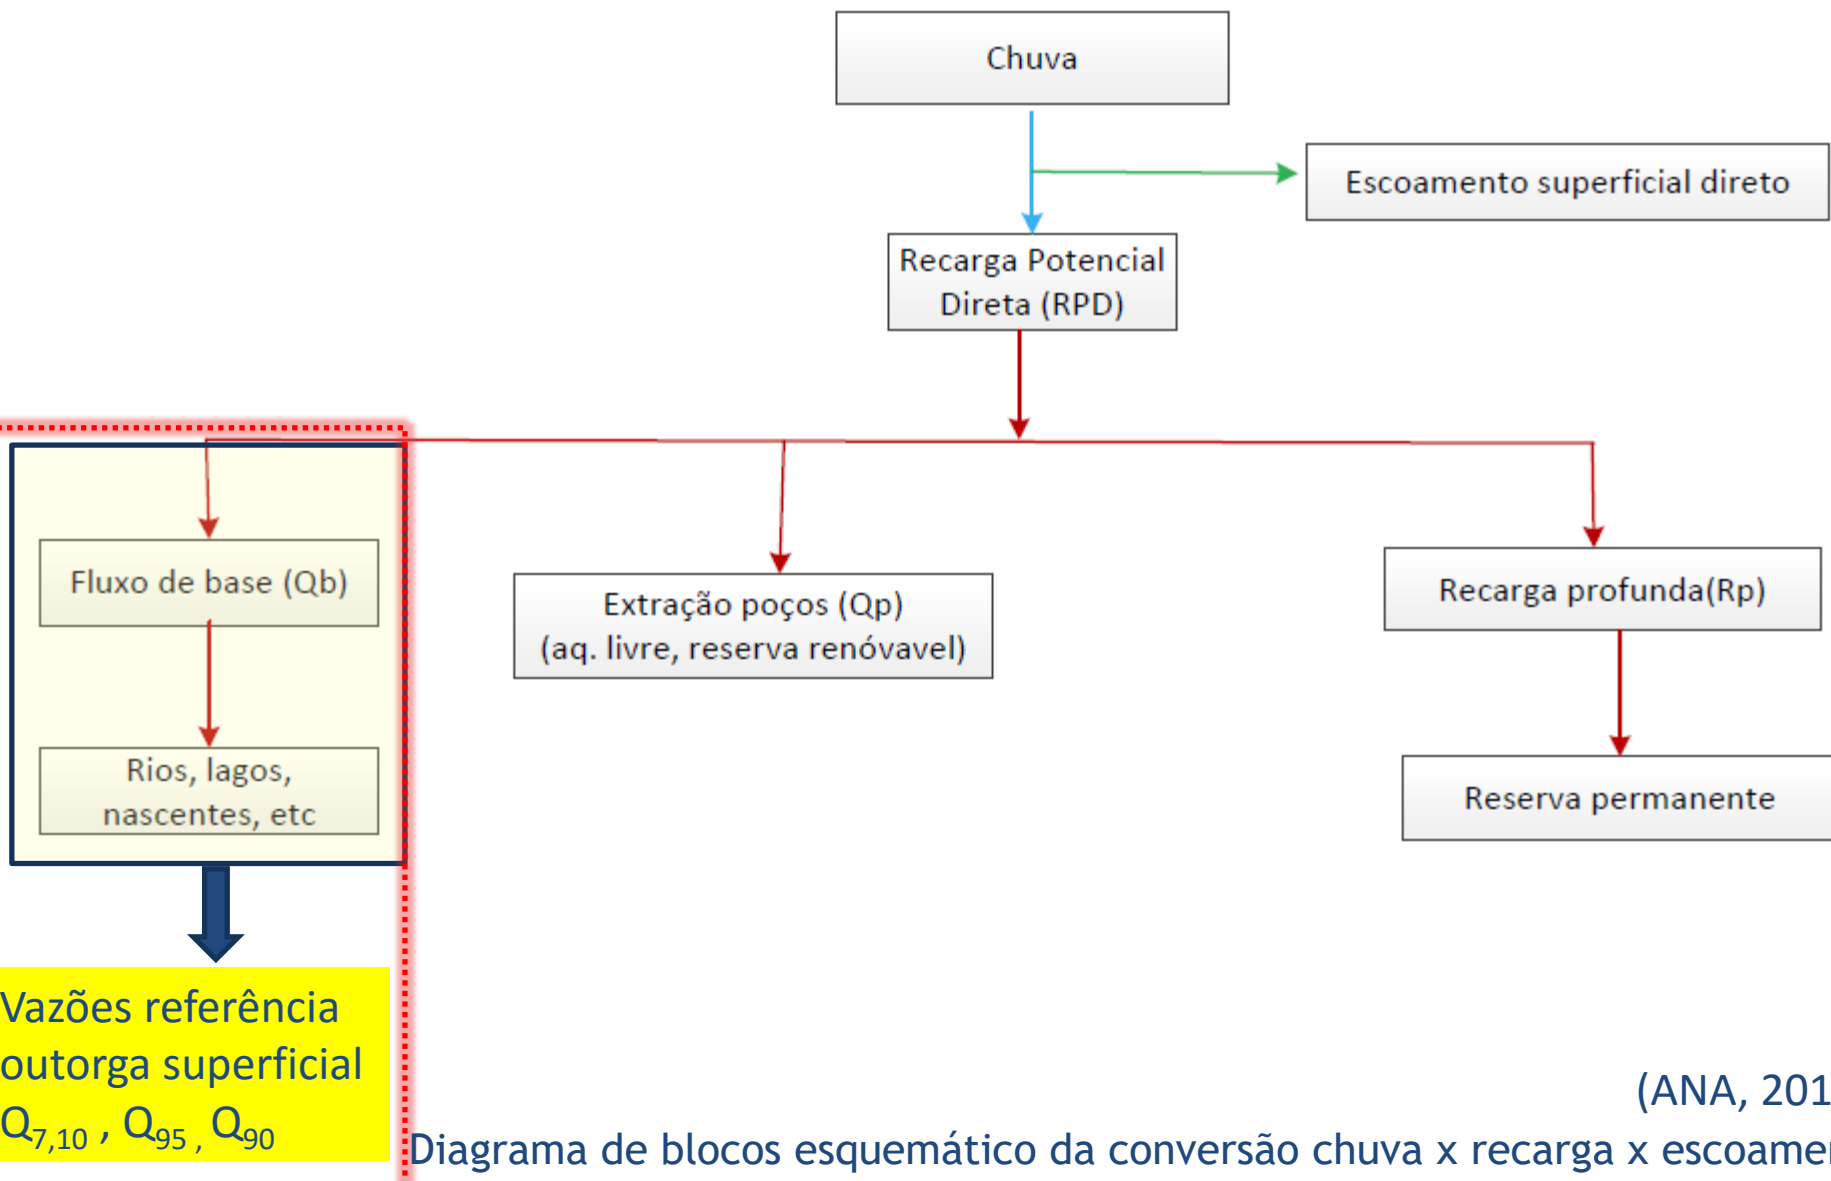 Chuva
Escoamento superficial direto
Recarga Potencial
Direta (RPD)
Fluxo de base (Qb)
Extração poços (Qp)
(aq. livre, reserva renóvavel)
Recarga profunda(Rp)
Rios, lagos,
nascentes, etc
Reserva permanente
Vazões referência
outorga superficial
Q7,10 , Q95 , Q90
(ANA, 201
Diagrama de blocos esquemático da conversão chuva x recarga x escoame